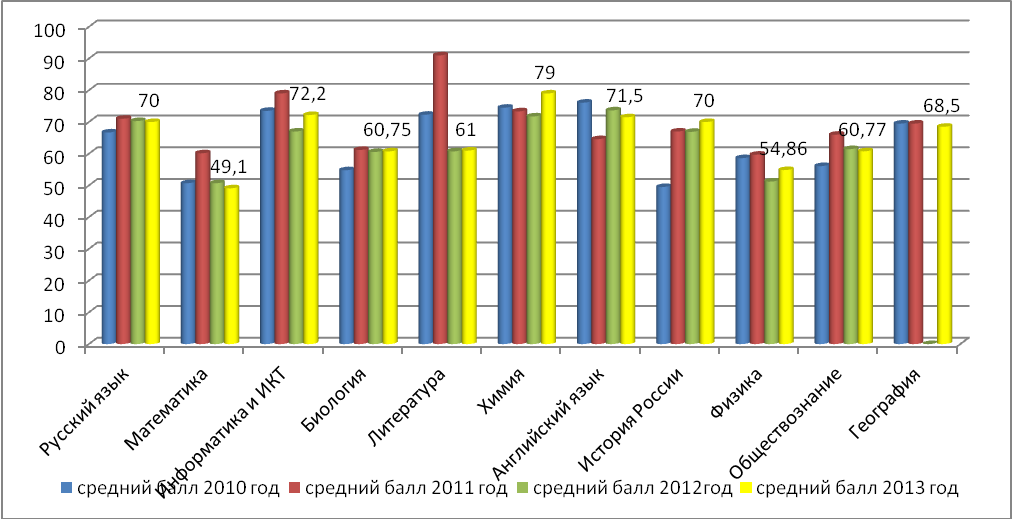 100
90
80
70
60
50
40
30
20
10
0
70
49,1
72,2
60,75
61
79
71,5
70
54,86
60,77
68,5
Русский язык
Математика
Информатика и ИКТ
Биология
Литература
Химия
Английский язык
История России
Физика
Обществознание
География
средний балл 2010 год
средний балл 2011 год
средний балл 2012год
средний балл 2013 год